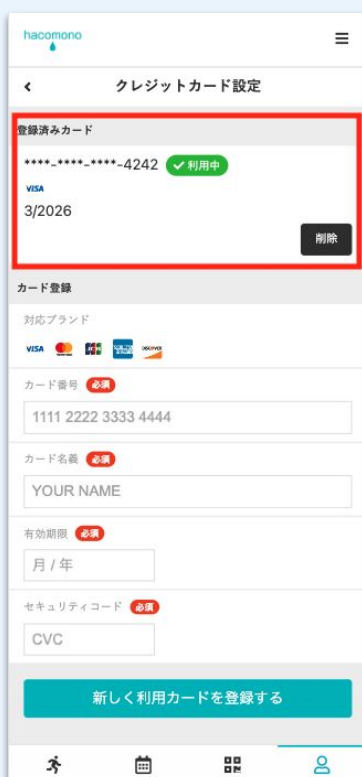 hacomono
クレジットカード設定
登録済みカード
****-****-****-4242 利用中
VISA
3/2026
削除
カード登録
対応ブランド
VISA JCB AMERICAN EXPRESS DISCOVER
カード番号 必須
1111 2222 3333 4444
カード名義 必須
YOUR NAME
有効期限 必須
月 / 年
セキュリティコード 必須
CVC
新しく利用カードを登録する